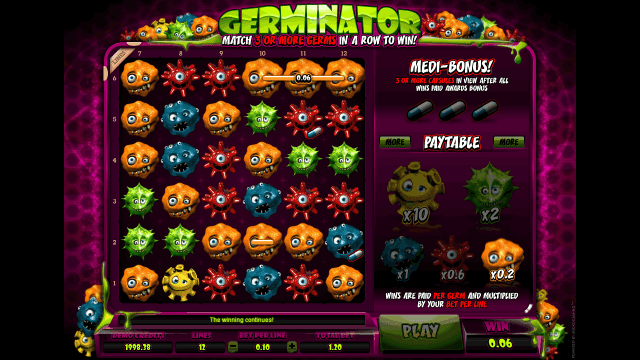 GERMINATOR
MATCH 3 OR MORE GERMS IN A ROW TO WIN!
7 8 9 10 11 12 13
6
0.06
5
4
3
2
1
MEDI-BONUS!
3 OR MORE CAPSULES IN VIEW AFTER ALL
WINS PAID AWARDS BONUS
MORE PAYTABLE MORE
x10 x2
x1 x0.6 x0.2
WINS ARE PAID PER GERM AND MULTIPLIED
BY YOUR BET PER LINE
The winning continues!
DEMO CREDITS: LINES BET PER LINE TOTAL BET
1998.38 12 0.10 1.20
PLAY
WIN
0.06